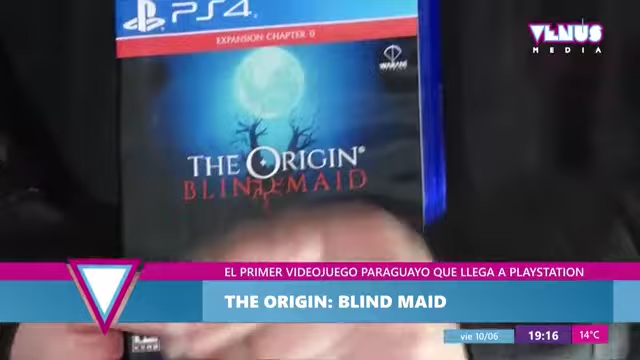 PS4
VENUS
MEDIA
EXPANSION CHAPTER 0
THE ORIGIN
BLIND MAID
EL PRIMER VIDEOJUEGO PARAGUAYO QUE LLEGA A PLAYSTATION
THE ORIGIN: BLIND MAID
vie 10/06
19:16
14°C